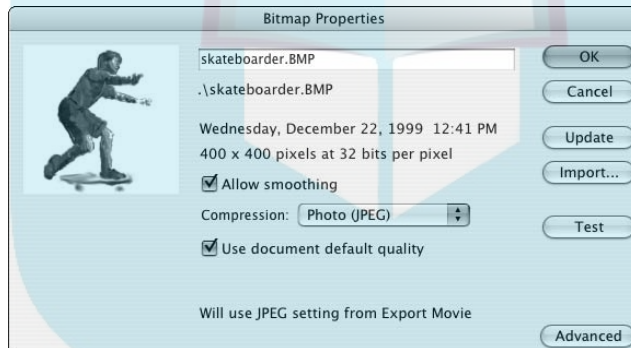 Bitmap Properties
skateboarder.BMP
OK
.\skateboarder.BMP
Cancel
Wednesday, December 22, 1999 12:41 PM
Update
400 x 400 pixels at 32 bits per pixel
Import...
Allow smoothing
Compression: Photo (JPEG)
Test
Use document default quality
Will use JPEG setting from Export Movie
Advanced